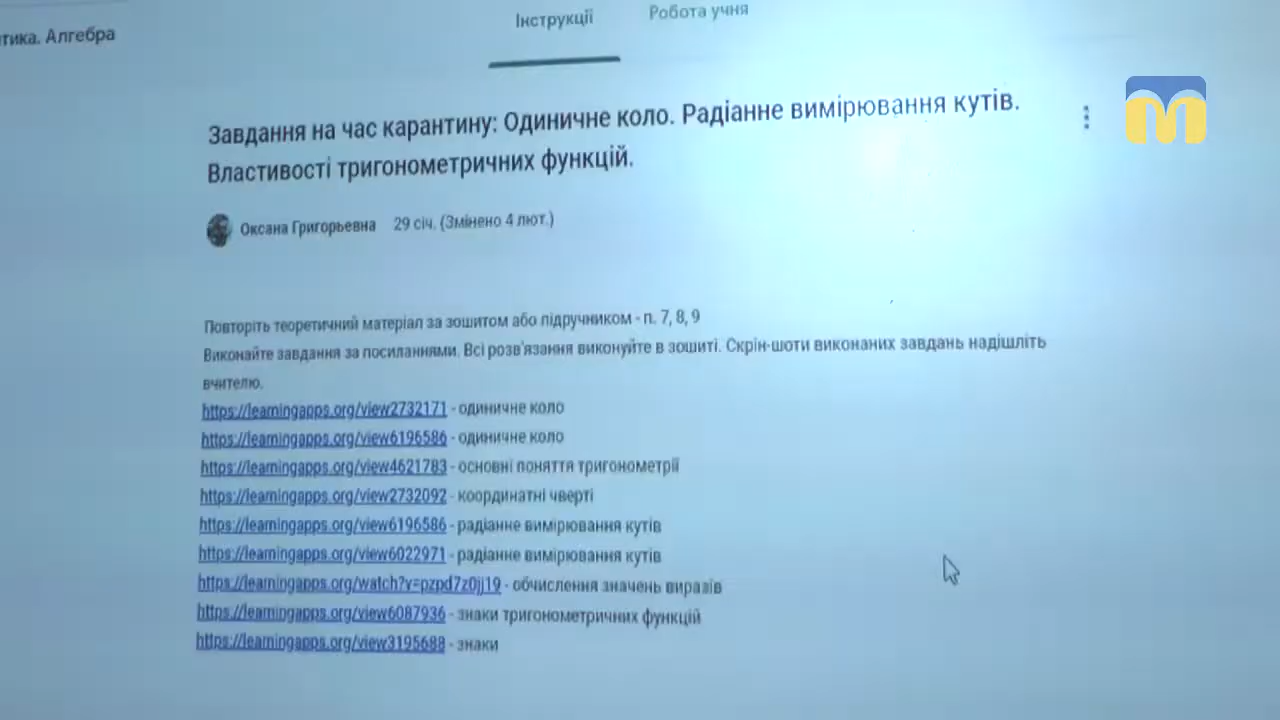 Інструкції
Робота учня
тика. Алгебра
Завдання на час карантину: Одиничне коло. Радіанне вимірювання кутів.
Властивості тригонометричних функцій.
Оксана Григорьевна 29 січ. (Змінено 4 лют.)
Повторіть теоретичний матеріал за зошитом або підручником - п. 7, 8, 9
Виконайте завдання за посиланнями. Всі розв'язання виконуйте в зошиті. Скрін-шоти виконаних завдань надішліть
вчителю.
https://learningapps.org/view2732171 - одиничне коло
https://learningapps.org/view6196586 - одиничне коло
https://learningapps.org/view4621783 - основні поняття тригонометрії
https://learningapps.org/view2732092 - координатні чверті
https://learningapps.org/view6196586 - радіанне вимірювання кутів
https://learningapps.org/view6022971 - радіанне вимірювання кутів
https://learningapps.org/watch?v=pzpd7z0jj19 - обчислення значень виразів
https://learningapps.org/view6087936 - знаки тригонометричних функцій
https://learningapps.org/view3195688 - знаки